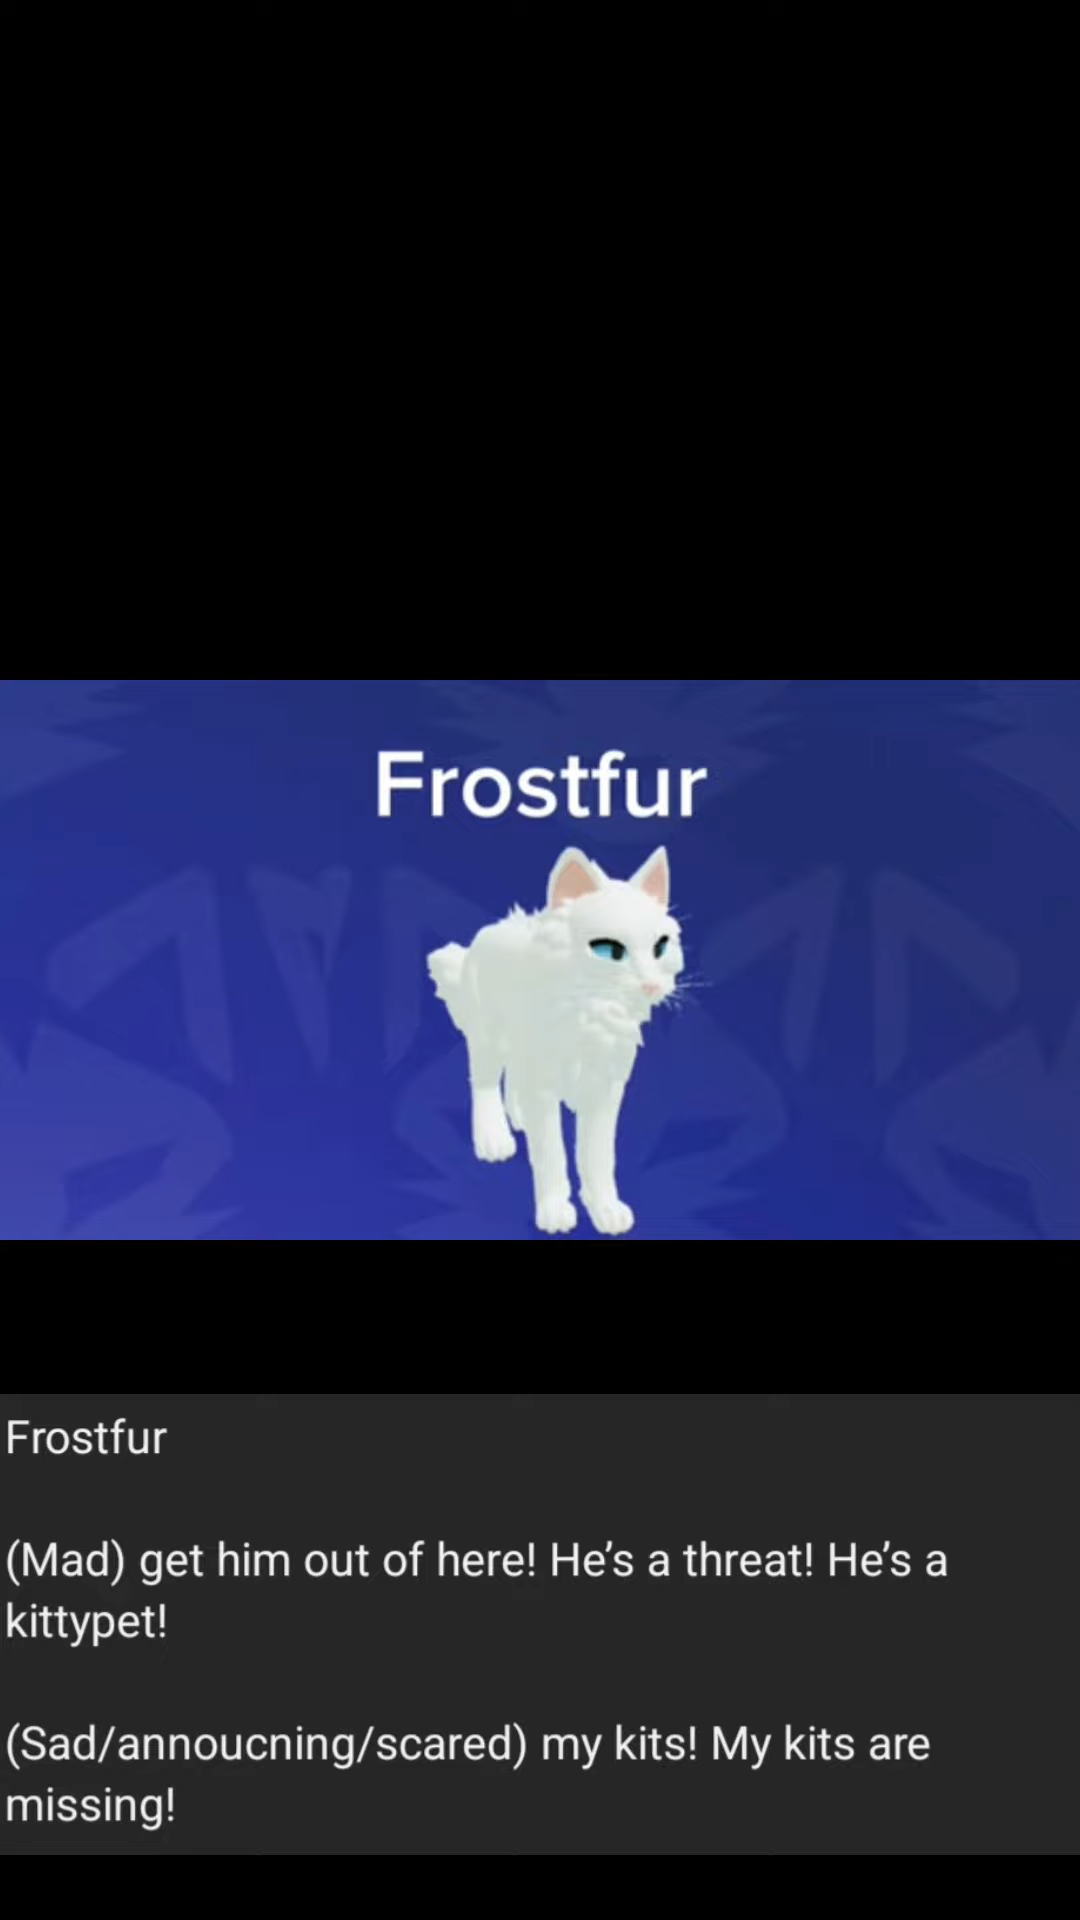 Frostfur
Frostfur
(Mad) get him out of here! He’s a threat! He’s a
kittypet!
(Sad/annoucning/scared) my kits! My kits are
missing!